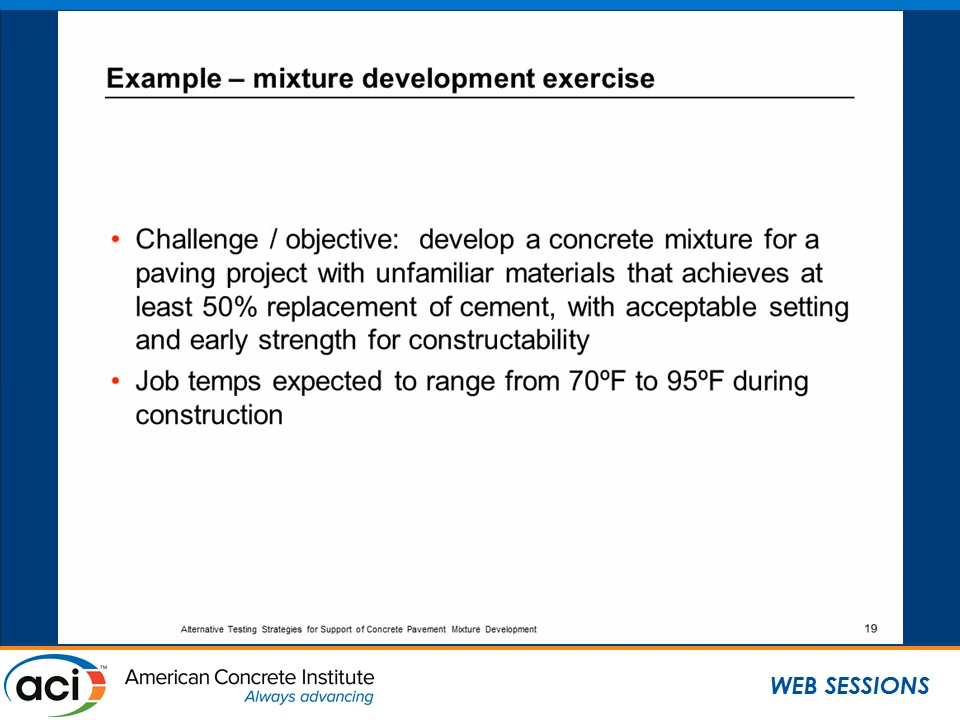 Example – mixture development exercise
• Challenge / objective: develop a concrete mixture for a
paving project with unfamiliar materials that achieves at
least 50% replacement of cement, with acceptable setting
and early strength for constructability
• Job temps expected to range from 70ºF to 95ºF during
construction
Alternative Testing Strategies for Support of Concrete Pavement Mixture Development
19
aci™
American Concrete Institute
Always advancing
WEB SESSIONS